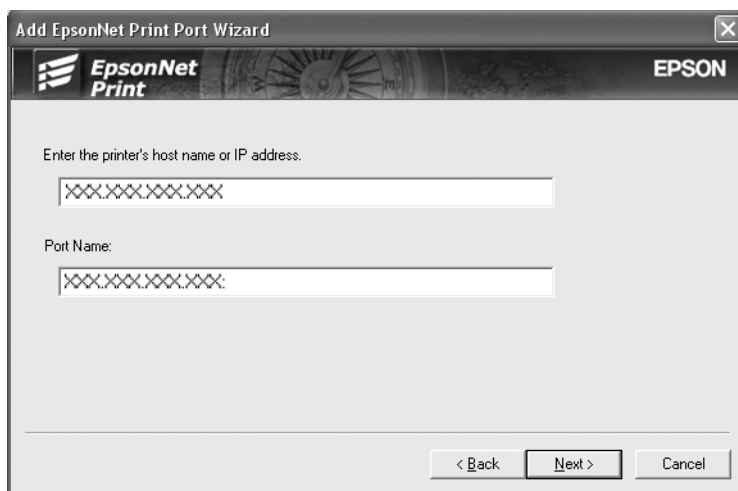 Add EpsonNet Print Port Wizard
EpsonNet
Print
EPSON
Enter the printer's host name or IP address.
XXX.XXX.XXX.XXX
Port Name:
XXX.XXX.XXX.XXX:
< Back
Next >
Cancel